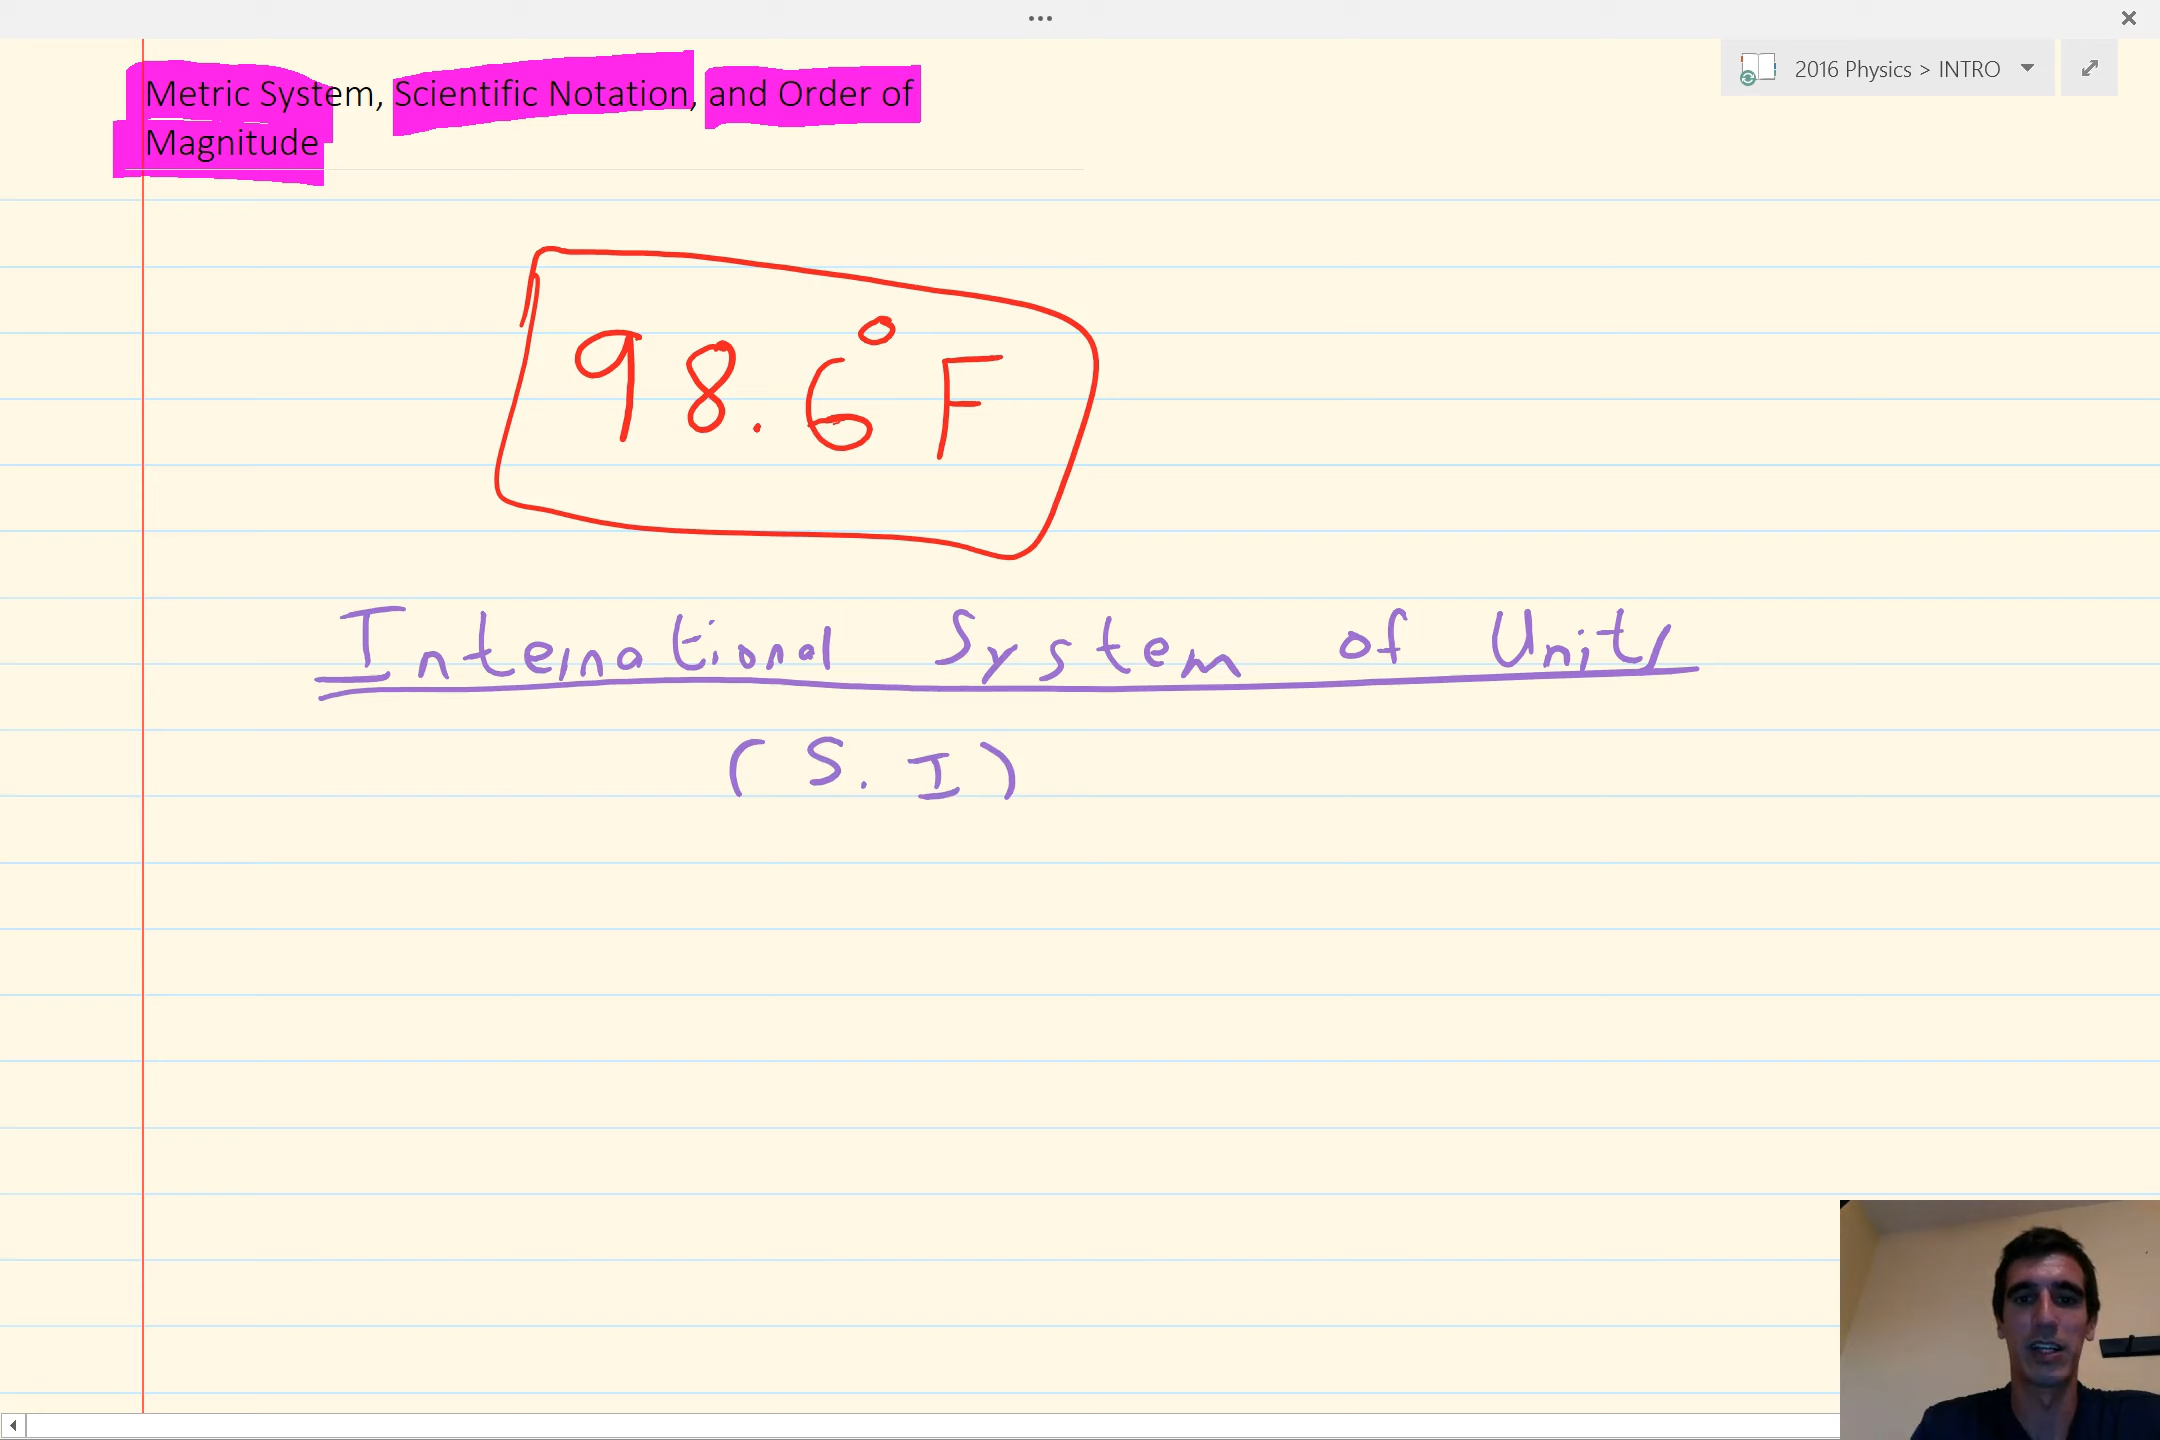 Metric System, Scientific Notation, and Order of
Magnitude
2016 Physics > INTRO
98.6°F
International System of Units
(S.I)